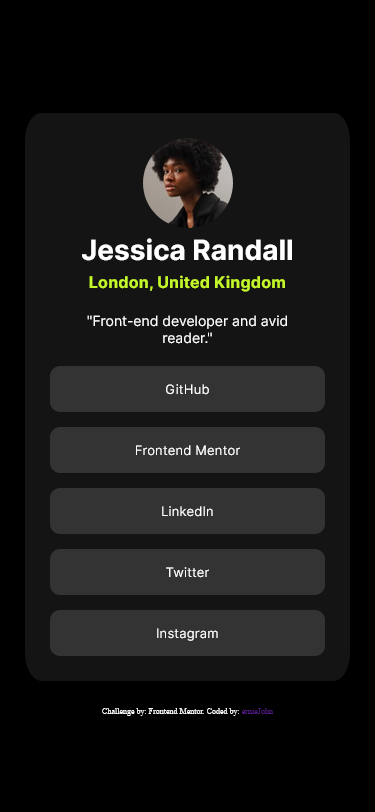 Jessica Randall
London, United Kingdom
"Front-end developer and avid
reader."
GitHub
Frontend Mentor
LinkedIn
Twitter
Instagram
Challenge by: Frontend Mentor. Coded by: